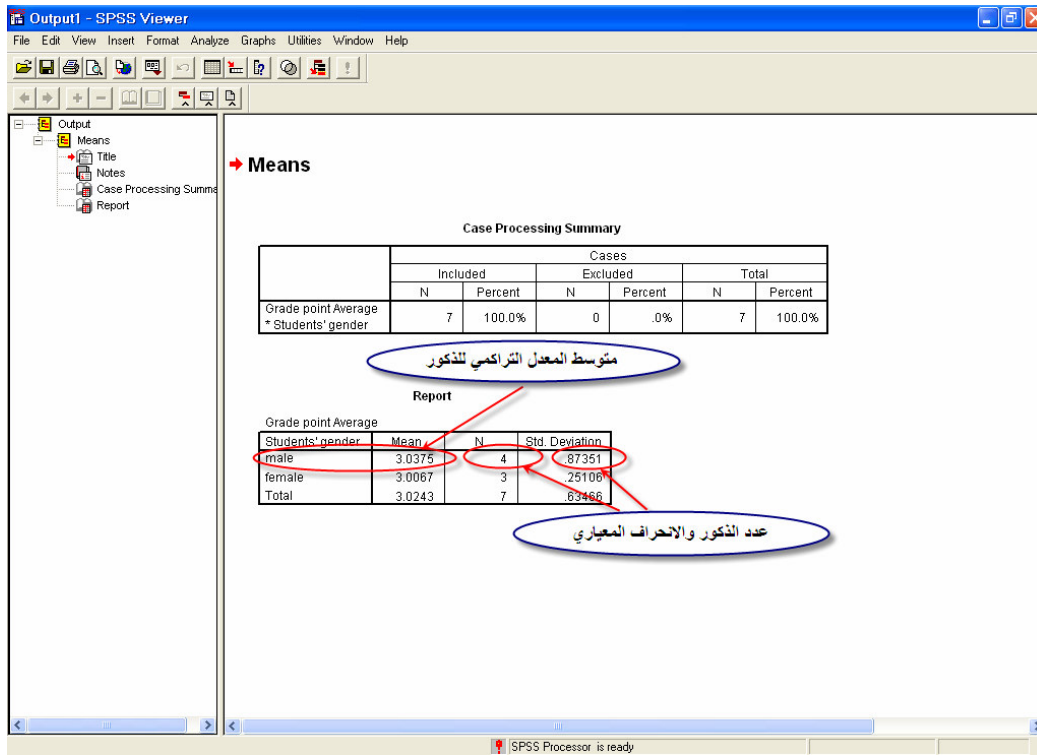 Output1 - SPSS Viewer
File Edit View Insert Format Analyze Graphs Utilities Window Help
Output
Means
Title
Notes
Case Processing Summa
Report
Means
Case Processing Summary
Cases
Included Excluded Total
N Percent N Percent N Percent
Grade point Average
* Students' gender 7 100.0% 0 .0% 7 100.0%
متوسط المعدل التراكمي للذكور
Report
Grade point Average
Students' gender Mean N Std. Deviation
male 3.0375 4 .87351
female 3.0067 3 .25106
Total 3.0243 7 .63466
عدد الذكور والانحراف المعياري
SPSS Processor is ready